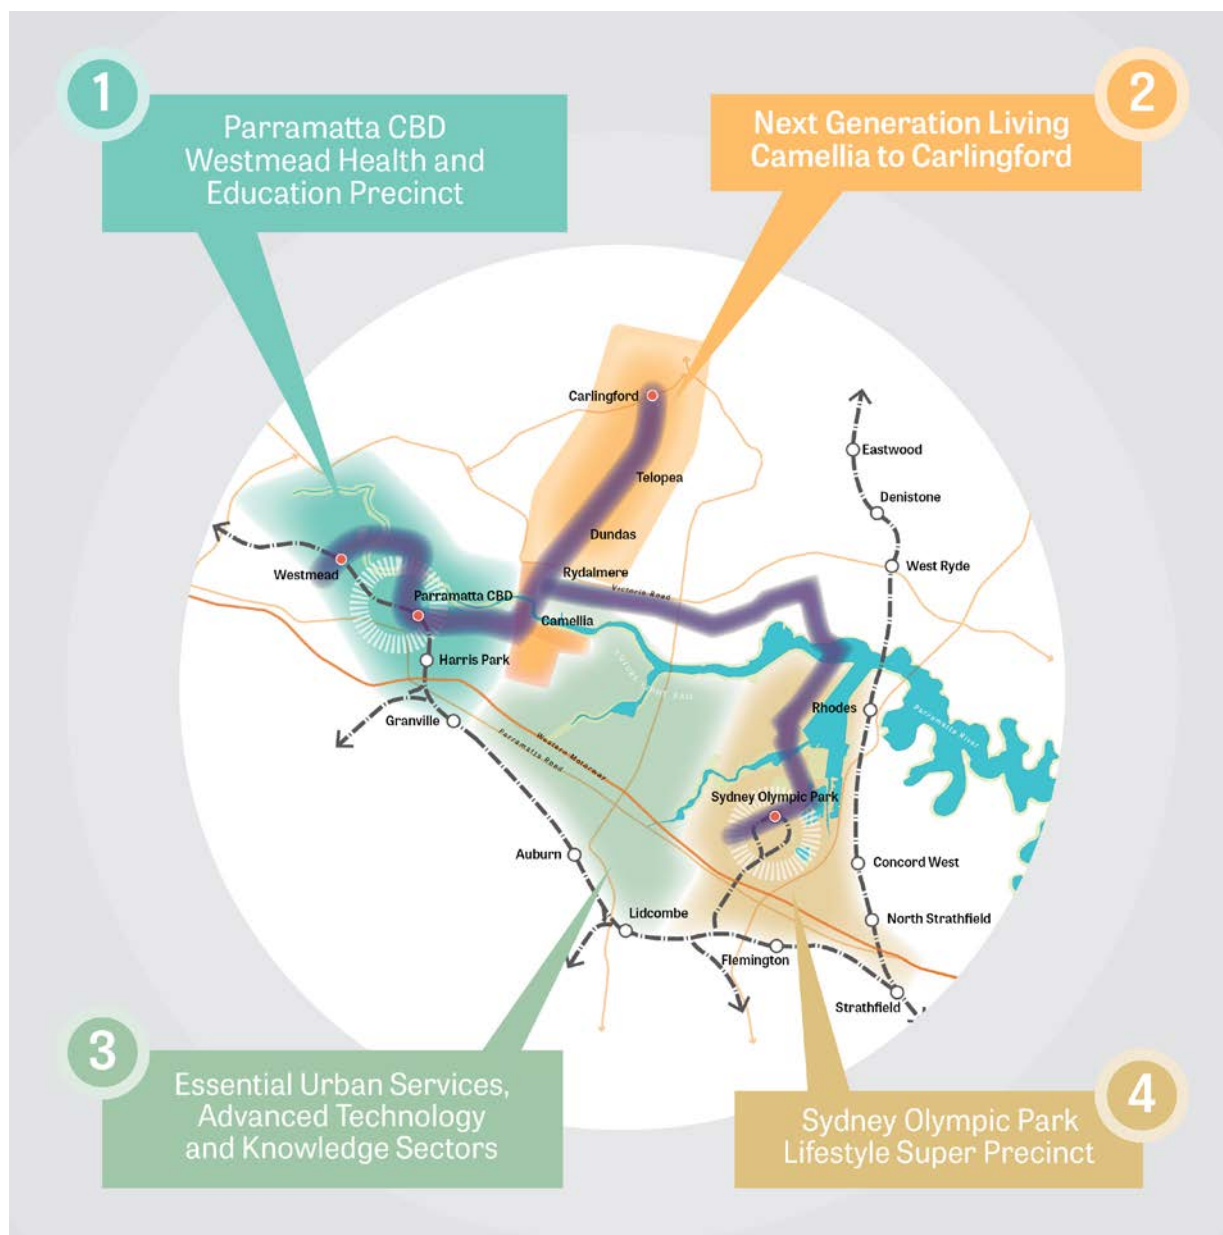 1
Parramatta CBD
Westmead Health and
Education Precinct
2
Next Generation Living
Camellia to Carlingford
Carlingford
Telopea
Dundas
Rydalmere
Victoria Road
Westmead
Parramatta CBD
Camellia
Harris Park
Granville
Eastwood
Denistone
West Ryde
Rhodes
Parramatta River
Western Motorway
Parramatta Road
Sydney Olympic Park
Auburn
Lidcombe
Flemington
Concord West
North Strathfield
Strathfield
3
Essential Urban Services,
Advanced Technology
and Knowledge Sectors
4
Sydney Olympic Park
Lifestyle Super Precinct